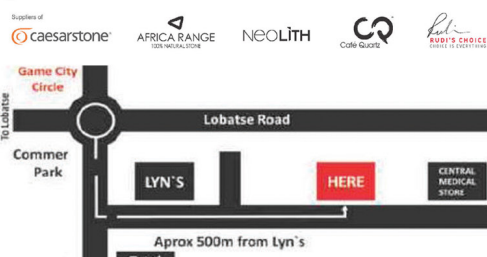 Suppliers of
caesarstone®
AFRICA RANGE
100% NATURAL STONE
NEOLITH
CQ
Café Quartz
Rudi
RUDI'S CHOICE
CHOICE IS EVERYTHING
Game City
Circle
To Lobatse
Lobatse Road
Commer
Park
LYN`S
HERE
CENTRAL
MEDICAL
STORE
Aprox 500m from Lyn`s